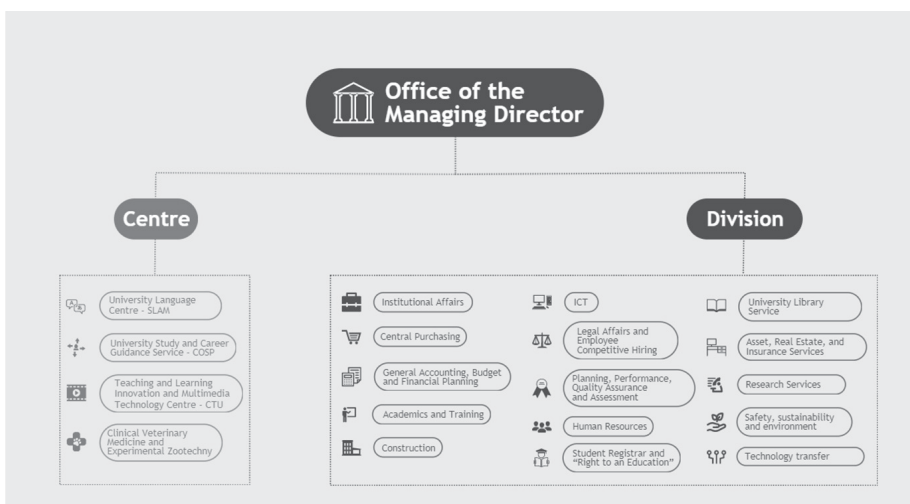 Office of the
Managing Director
Centre
Division
University Language
Centre - SLAM
University Study and Career
Guidance Service - COSP
Teaching and Learning
Innovation and Multimedia
Technology Centre - CTU
Clinical Veterinary
Medicine and
Experimental Zootechny
Institutional Affairs
Central Purchasing
General Accounting, Budget
and Financial Planning
Academics and Training
Construction
ICT
Legal Affairs and
Employee
Competitive Hiring
Planning, Performance,
Quality Assurance
and Assessment
Human Resources
Student Registrar and
“Right to an Education”
University Library
Service
Asset, Real Estate, and
Insurance Services
Research Services
Safety, sustainability
and environment
Technology transfer